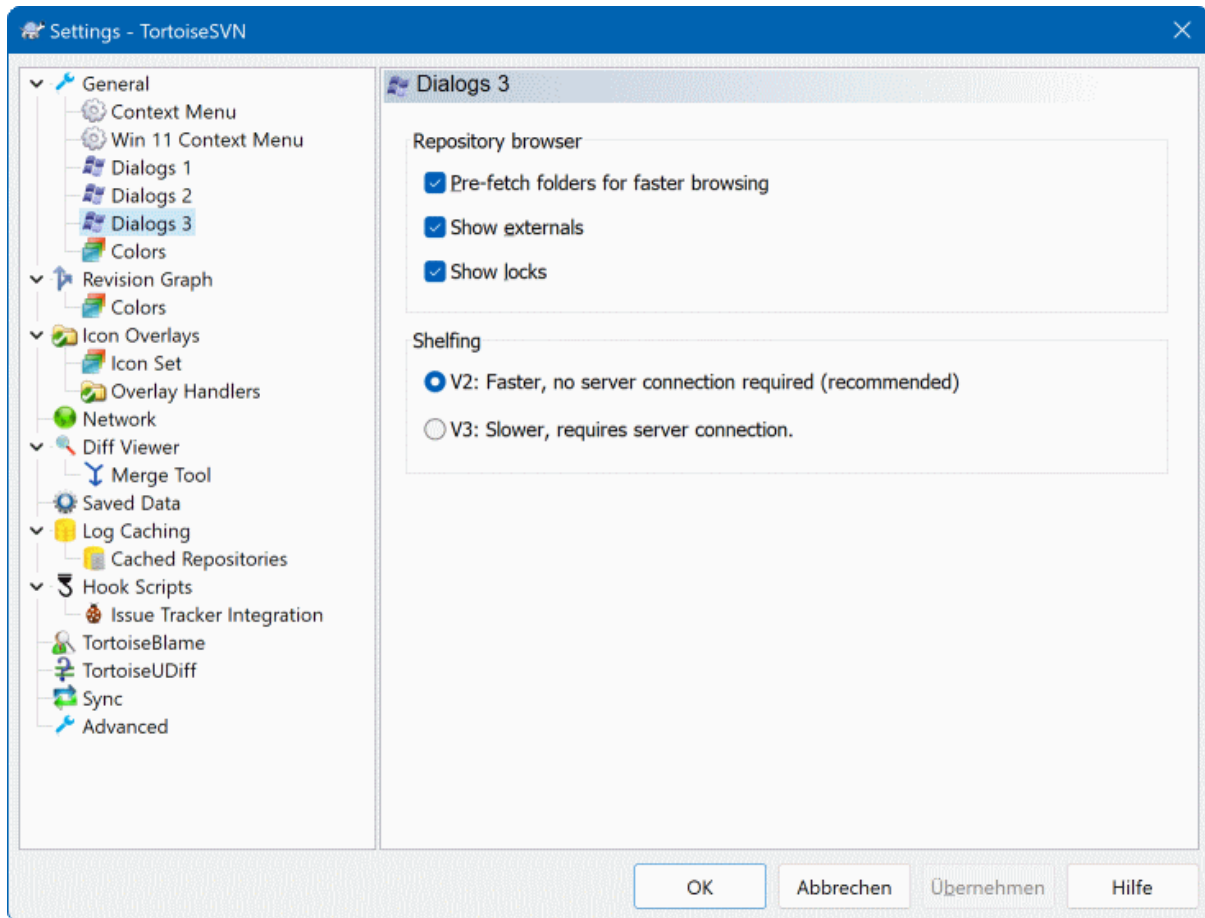 Settings - TortoiseSVN
General
Context Menu
Win 11 Context Menu
Dialogs 1
Dialogs 2
Dialogs 3
Colors
Revision Graph
Colors
Icon Overlays
Icon Set
Overlay Handlers
Network
Diff Viewer
Merge Tool
Saved Data
Log Caching
Cached Repositories
Hook Scripts
Issue Tracker Integration
TortoiseBlame
TortoiseUDiff
Sync
Advanced
Dialogs 3
Repository browser
Pre-fetch folders for faster browsing
Show externals
Show locks
Shelfing
V2: Faster, no server connection required (recommended)
V3: Slower, requires server connection.
OK
Abbrechen
Übernehmen
Hilfe